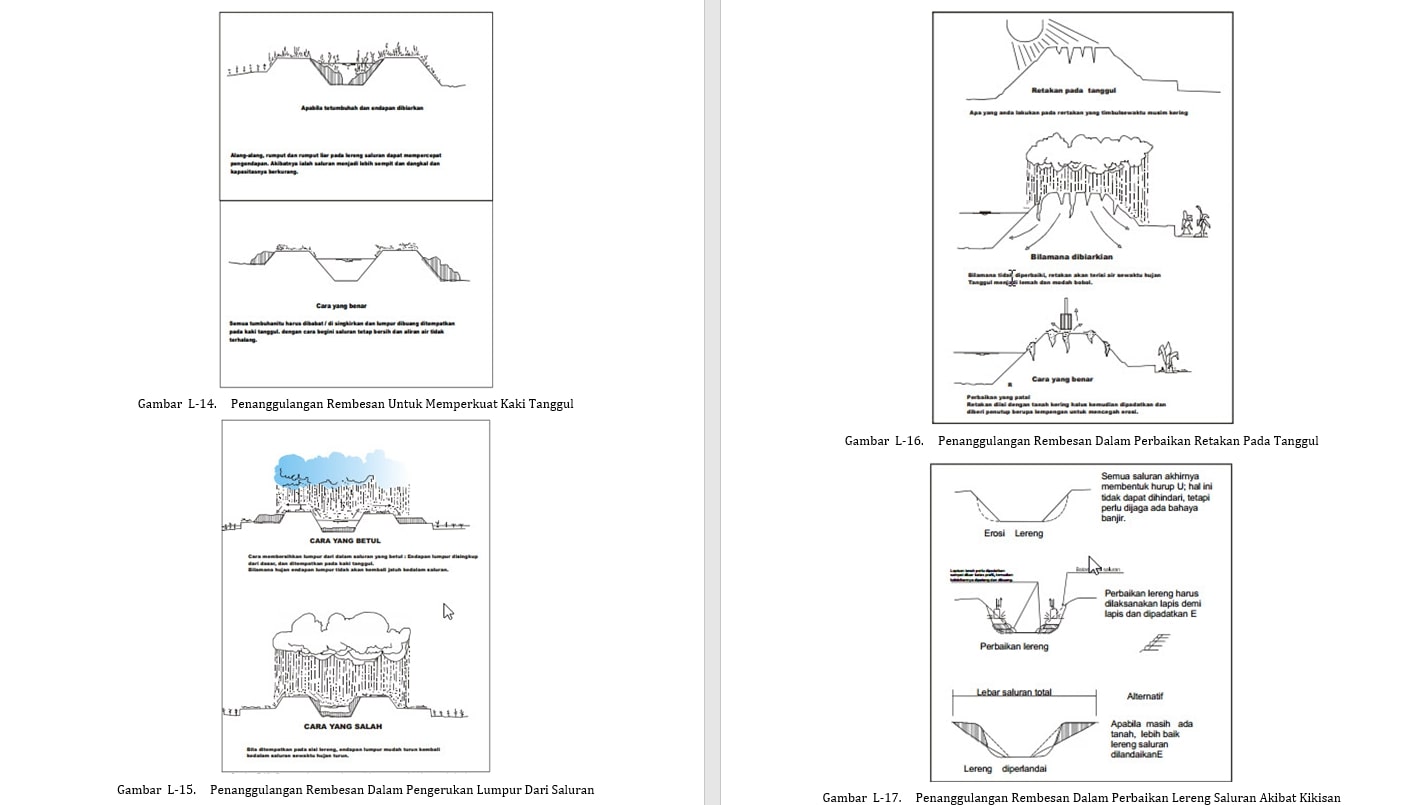 Apabila tetumbuhah dan endapan dibiarkan
Alang-alang, rumput dan rumput liar pada lereng saluran dapat mempercepat
pengendapan. Akibatnya ialah saluran menjadi lebih sempit dan dangkal dan
kapasitasnya berkurang.
Cara yang benar
Semua tumbuhanitu harus dibabat / di singkirkan dan lumpur dibuang ditempatkan
pada kaki tanggul. dengan cara begini saluran tetap bersih dan aliran air tidak
terhalang.
Gambar L-14. Penanggulangan Rembesan Untuk Memperkuat Kaki Tanggul
CARA YANG BETUL
Cara membersihkan lumpur dari dalam saluran yang betul : Endapan lumpur disingkup
dari dasar, dan ditempatkan pada kaki tanggul.
Bilamana hujan endapan lumpur tidak akan kembali jatuh kedalam saluran.
CARA YANG SALAH
Bila ditempatkan pada sisi lereng, endapan lumpur mudah turun kembali
kedalam saluran sewaktu hujan turun.
Gambar L-15. Penanggulangan Rembesan Dalam Pengerukan Lumpur Dari Saluran
Retakan pada tanggul
Apa yang anda lakukan pada rertakan yang timbulsewaktu musim kering
Bilamana dibiarkian
Bilamana tidak diperbaiki, retakan akan terisi air sewaktu hujan
Tanggul menjadi lemah dan mudah bobol.
Cara yang benar
Perbaikan yang patal
Retakan diisi dengan tanah kering halus kemudian dipadatkan dan
diberi penutup berupa lempengan untuk mencegah erosi.
Gambar L-16. Penanggulangan Rembesan Dalam Perbaikan Retakan Pada Tanggul
Semua saluran akhirnya
membentuk hurup U; hal ini
tidak dapat dihindari, tetapi
perlu dijaga ada bahaya
banjir.
Erosi Lereng
saluran
Perbaikan lereng harus
dilaksanakan lapis demi
lapis dan dipadatkan E
Perbaikan lereng
Lebar saluran total
Alternatif
Apabila masih ada
tanah, lebih baik
lereng saluran
dilandaikanE
Lereng diperlandai
Gambar L-17. Penanggulangan Rembesan Dalam Perbaikan Lereng Saluran Akibat Kikisan